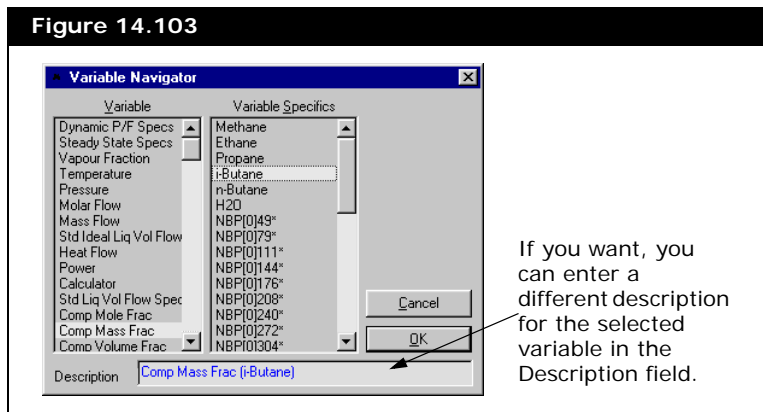 Figure 14.103
Variable Navigator
Variable
Dynamic P/F Specs
Steady State Specs
Vapour Fraction
Temperature
Pressure
Molar Flow
Mass Flow
Std Ideal Liq Vol Flow
Heat Flow
Power
Calculator
Std Liq Vol Flow Spec
Comp Mole Frac
Comp Mass Frac
Comp Volume Frac
Variable Specifics
Methane
Ethane
Propane
i-Butane
n-Butane
H2O
NBP[0]49*
NBP[0]79*
NBP[0]111*
NBP[0]144*
NBP[0]176*
NBP[0]208*
NBP[0]240*
NBP[0]272*
NBP[0]304*
Cancel
OK
Description Comp Mass Frac (i-Butane)
If you want, you
can enter a
different description
for the selected
variable in the
Description field.